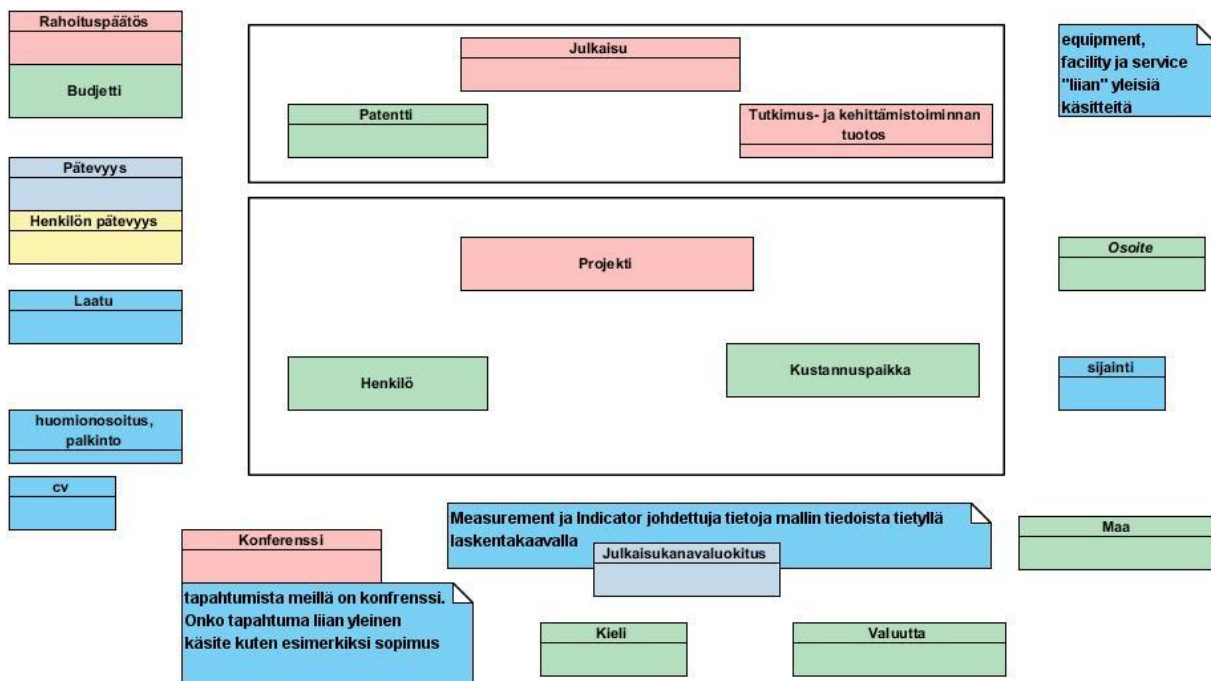 Rahoituspäätös
Budjetti
Pätevyys
Henkilön pätevyys
Laatu
huomionosoitus,
palkinto
cv
Julkaisu
Patentti
Tutkimus- ja kehittämistoiminnan
tuotos
Projekti
Henkilö
Kustannuspaikka
equipment,
facility ja service
"liian" yleisiä
käsitteitä
Osoite
sijainti
Maa
Measurement ja Indicator johdettuja tietoja mallin tiedoista tietyllä
laskentakaavalla
Julkaisukanavaluokitus
Konferenssi
tapahtumista meillä on konfrenssi.
Onko tapahtuma liian yleinen
käsite kuten esimerkiksi sopimus
Kieli
Valuutta